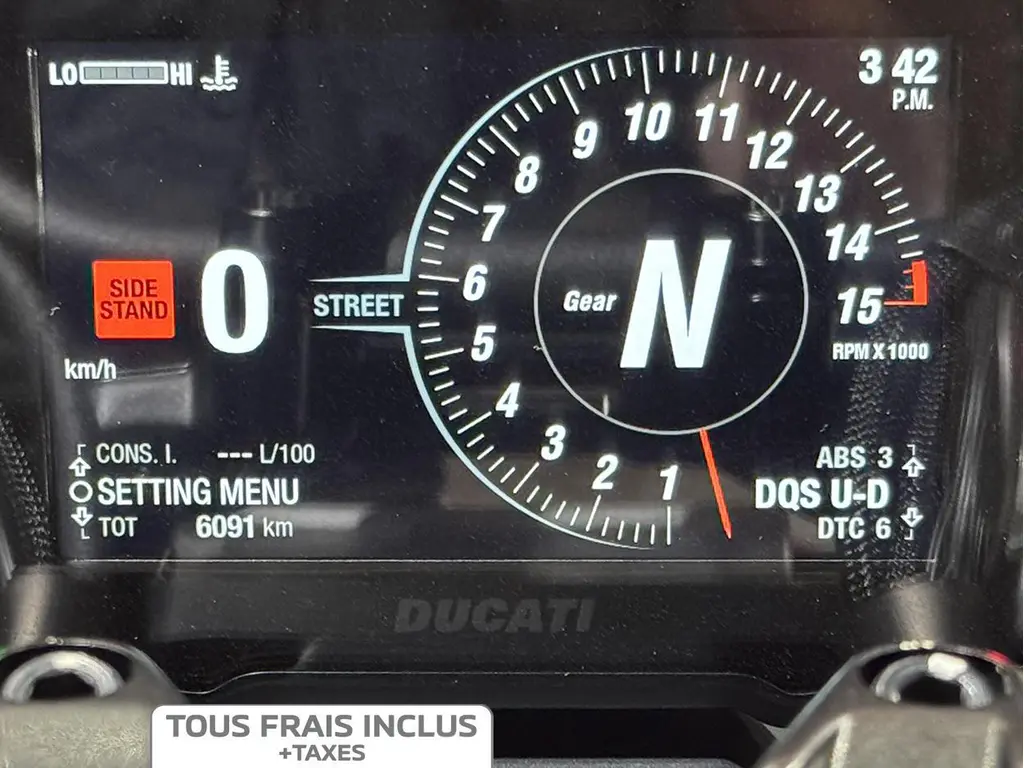 LO HI
3 42
P.M.
9 10 11 12
8 13
7 14
6 15
5 4 3 2 1
RPM X 1000
Gear N
SIDE
STAND
0
STREET
km/h
CONS. I. --- L/100
SETTING MENU
TOT 6091 km
ABS 3
DQS U-D
DTC 6
DUCATI
TOUS FRAIS INCLUS
+TAXES